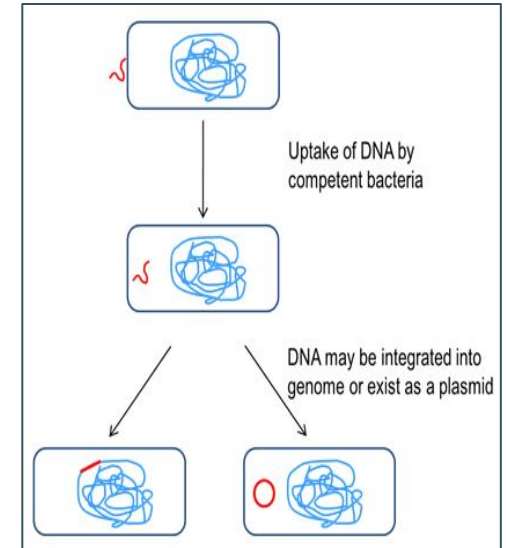 Uptake of DNA by
competent bacteria
DNA may be integrated into
genome or exist as a plasmid